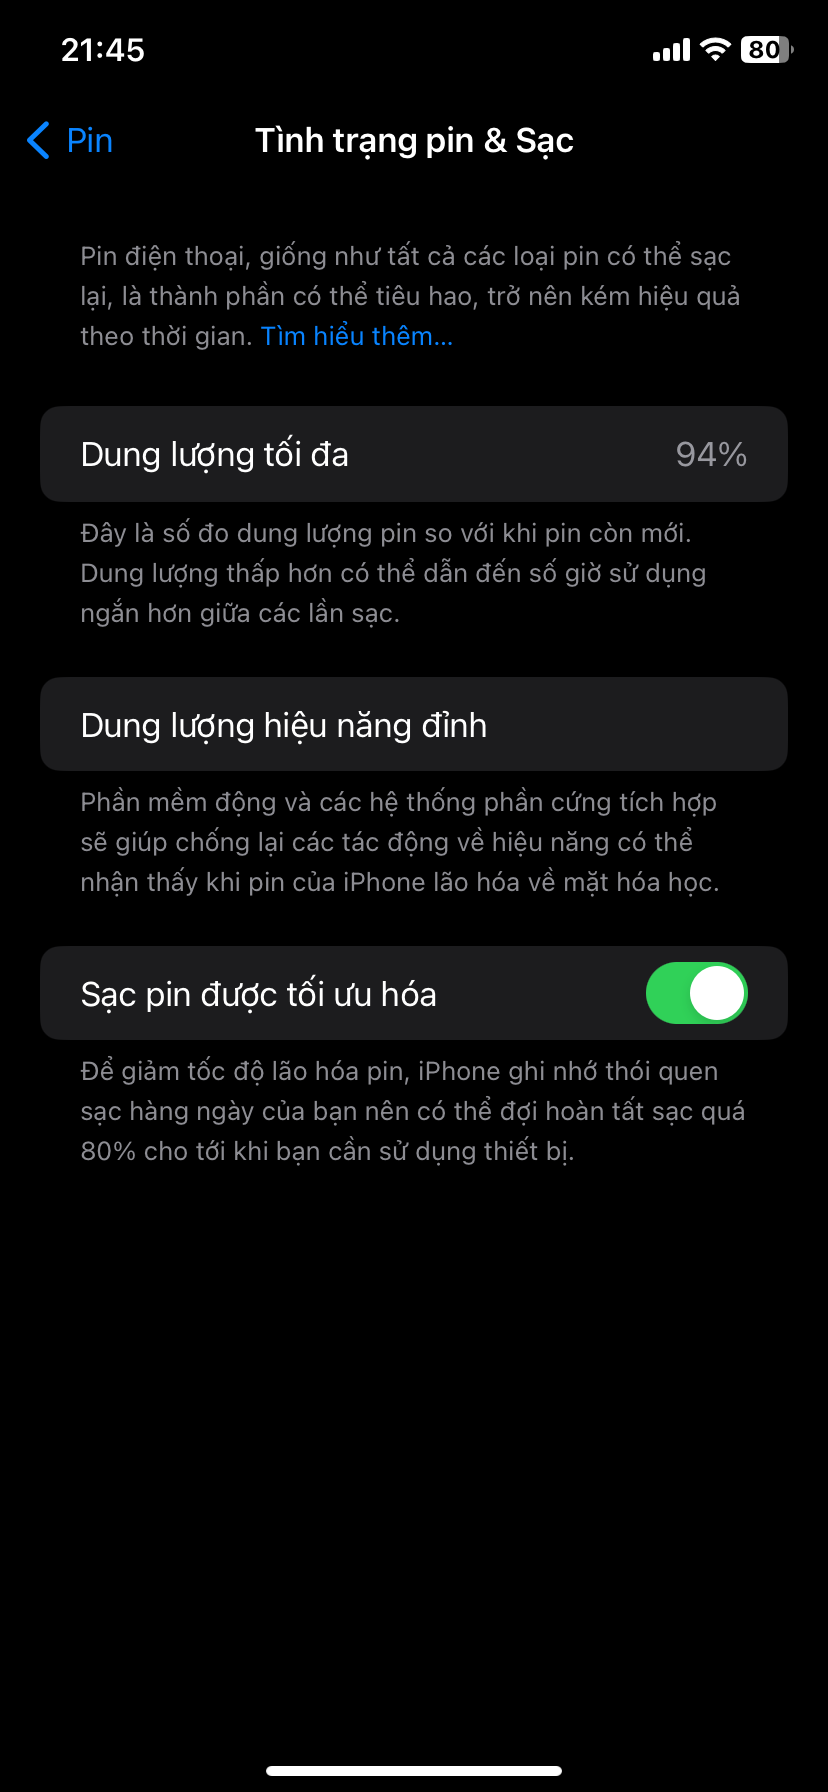 21:45
80
Pin
Tình trạng pin & Sạc
Pin điện thoại, giống như tất cả các loại pin có thể sạc
lại, là thành phần có thể tiêu hao, trở nên kém hiệu quả
theo thời gian. Tìm hiểu thêm...
Dung lượng tối đa 94%
Đây là số đo dung lượng pin so với khi pin còn mới.
Dung lượng thấp hơn có thể dẫn đến số giờ sử dụng
ngắn hơn giữa các lần sạc.
Dung lượng hiệu năng đỉnh
Phần mềm động và các hệ thống phần cứng tích hợp
sẽ giúp chống lại các tác động về hiệu năng có thể
nhận thấy khi pin của iPhone lão hóa về mặt hóa học.
Sạc pin được tối ưu hóa
Để giảm tốc độ lão hóa pin, iPhone ghi nhớ thói quen
sạc hàng ngày của bạn nên có thể đợi hoàn tất sạc quá
80% cho tới khi bạn cần sử dụng thiết bị.